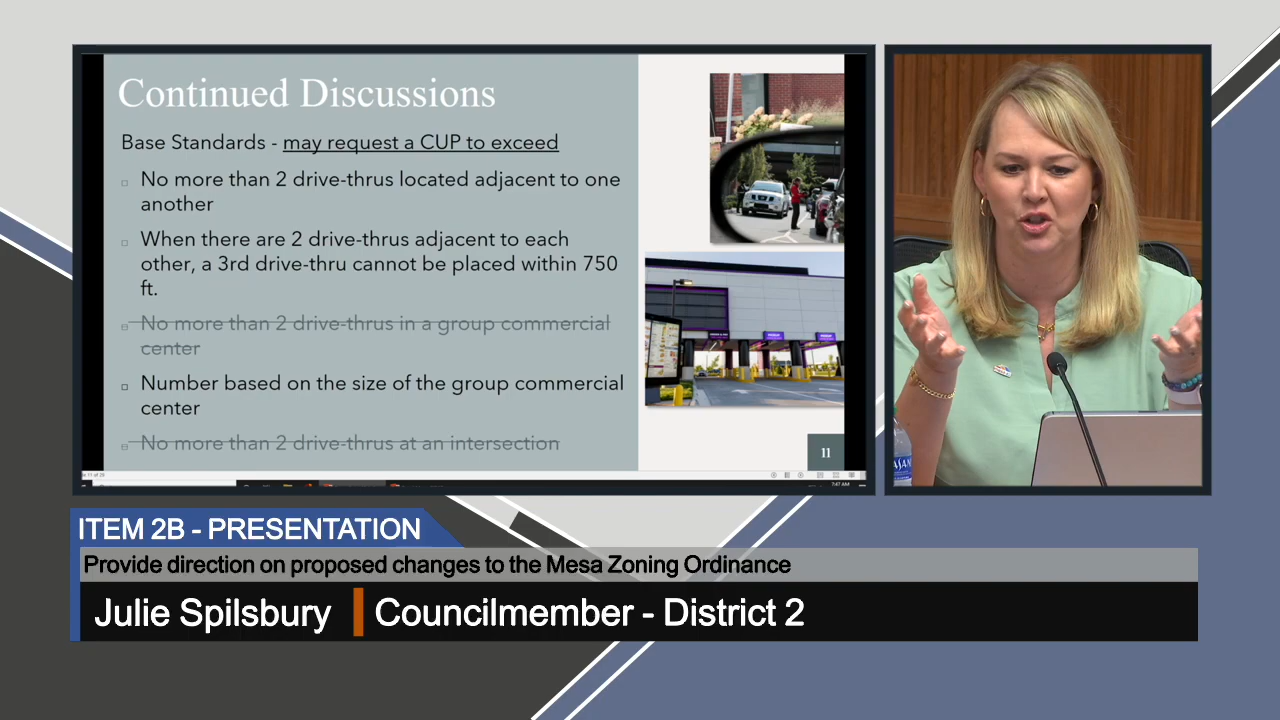 Continued Discussions
Base Standards - may request a CUP to exceed
No more than 2 drive-thrus located adjacent to one
another
When there are 2 drive-thrus adjacent to each
other, a 3rd drive-thru cannot be placed within 750
ft.
No more than 2 drive-thrus in a group commercial
center
Number based on the size of the group commercial
center
No more than 2 drive-thrus at an intersection
11
7:47 AM
ITEM 2B - PRESENTATION
Provide direction on proposed changes to the Mesa Zoning Ordinance
Julie Spilsbury
Councilmember - District 2